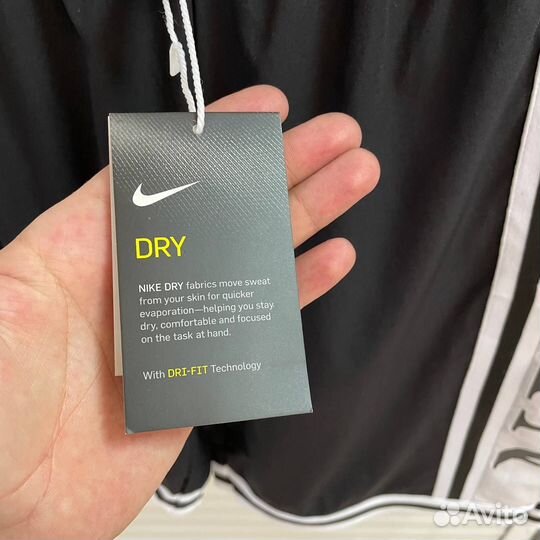 DRY
NIKE DRY fabrics move sweat
from your skin for quicker
evaporation—helping you stay
dry, comfortable and focused
on the task at hand.
With DRI-FIT Technology
Avito